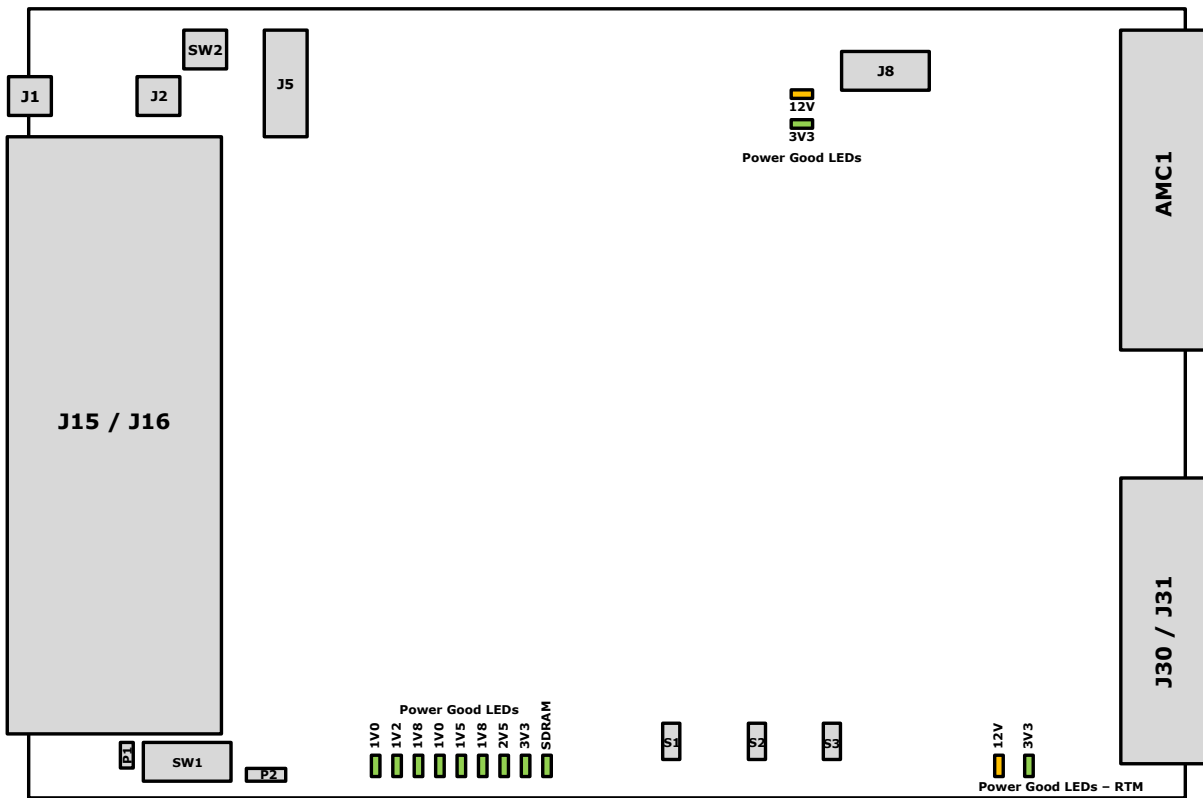 SW2
J1
J2
J5
J8
12V
3V3
Power Good LEDs
AMC1
J15 / J16
J30 / J31
Power Good LEDs
1V0
1V2
1V8
1V0
1V5
1V8
2V5
3V3
SDRAM
S1
S2
S3
12V
3V3
Power Good LEDs – RTM
P1
SW1
P2